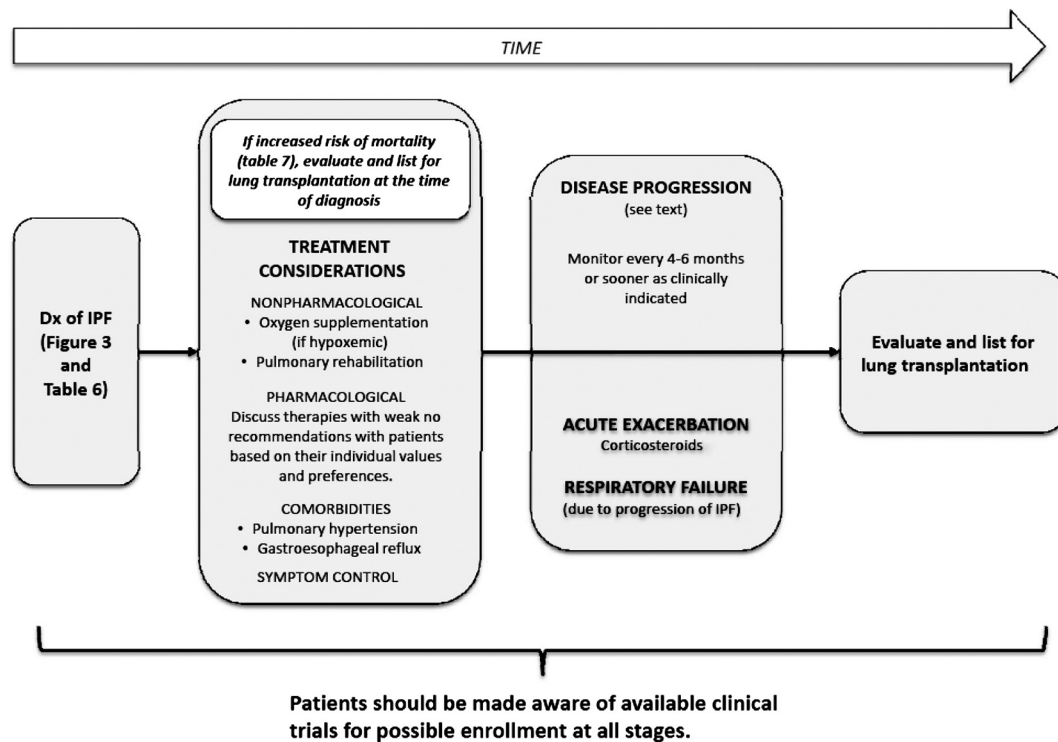 TIME
If increased risk of mortality
(table 7), evaluate and list for
lung transplantation at the time
of diagnosis
Dx of IPF
(Figure 3
and
Table 6)
TREATMENT
CONSIDERATIONS
NONPHARMACOLOGICAL
• Oxygen supplementation
(if hypoxemic)
• Pulmonary rehabilitation
PHARMACOLOGICAL
Discuss therapies with weak no
recommendations with patients
based on their individual values
and preferences.
COMORBIDITIES
• Pulmonary hypertension
• Gastroesophageal reflux
SYMPTOM CONTROL
DISEASE PROGRESSION
(see text)
Monitor every 4-6 months
or sooner as clinically
indicated
ACUTE EXACERBATION
Corticosteroids
RESPIRATORY FAILURE
(due to progression of IPF)
Evaluate and list for
lung transplantation
Patients should be made aware of available clinical
trials for possible enrollment at all stages.